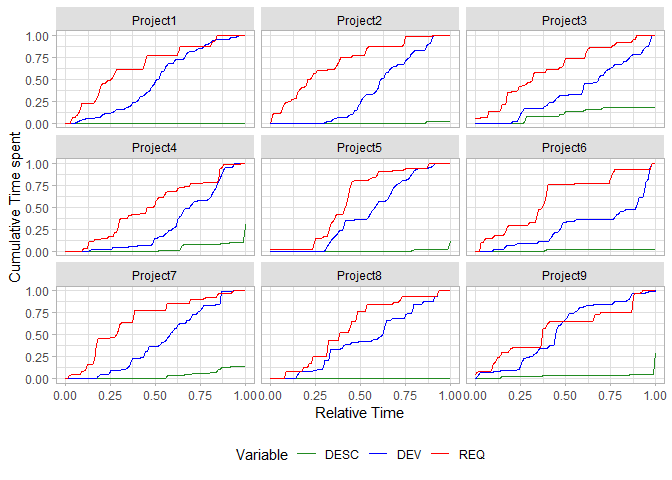 Project1 Project2 Project3
1.00
0.75
0.50
0.25
0.00
Project4 Project5 Project6
1.00
0.75
0.50
0.25
0.00
Project7 Project8 Project9
1.00
0.75
0.50
0.25
0.00
0.00 0.25 0.50 0.75 1.00 0.00 0.25 0.50 0.75 1.00 0.00 0.25 0.50 0.75 1.00
Cumulative Time spent
Relative Time
Variable DESC DEV REQ